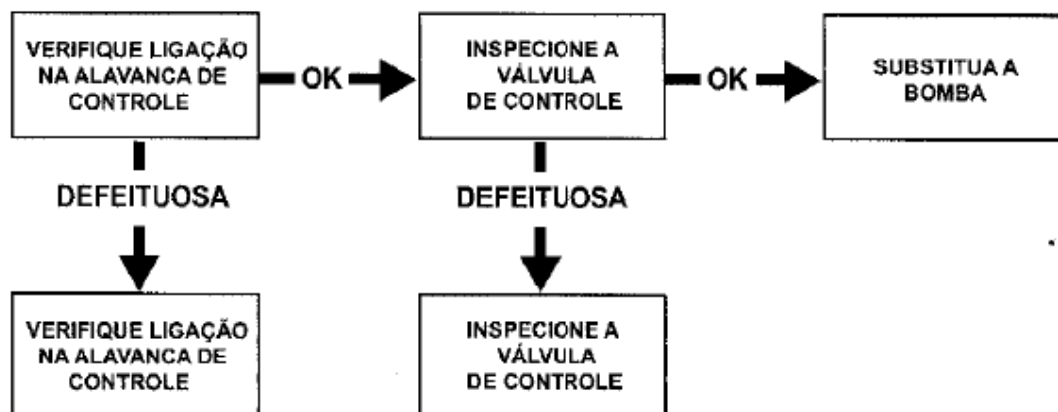 VERIFIQUE LIGAÇÃO
NA ALAVANCA DE
CONTROLE
OK
INSPECIONE A
VÁLVULA
DE CONTROLE
OK
SUBSTITUA A
BOMBA
DEFEITUOSA
DEFEITUOSA
VERIFIQUE LIGAÇÃO
NA ALAVANCA DE
CONTROLE
INSPECIONE A
VÁLVULA
DE CONTROLE